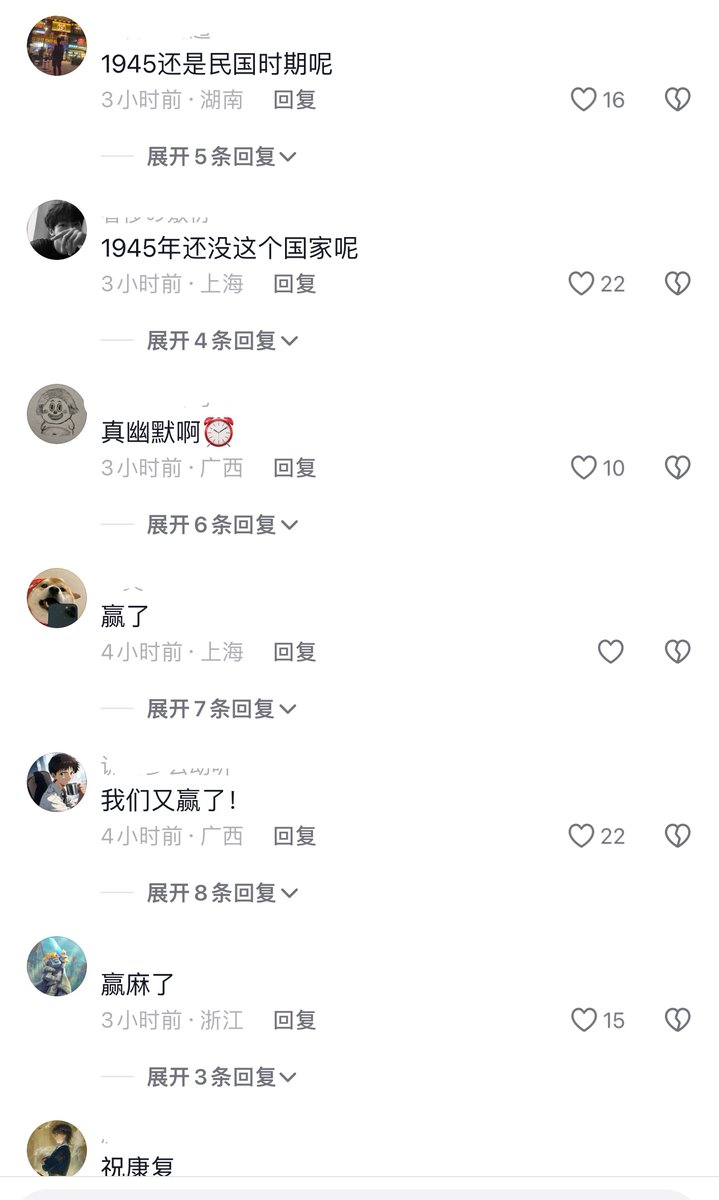 1945还是民国时期呢
3小时前·湖南 回复 16
展开5条回复
1945年还没这个国家呢
3小时前·上海 回复 22
展开4条回复
真幽默啊⏰
3小时前·广西 回复 10
展开6条回复
赢了
4小时前·上海 回复
展开7条回复
我们又赢了!
4小时前·广西 回复 22
展开8条回复
赢麻了
3小时前·浙江 回复 15
展开3条回复
祝康复